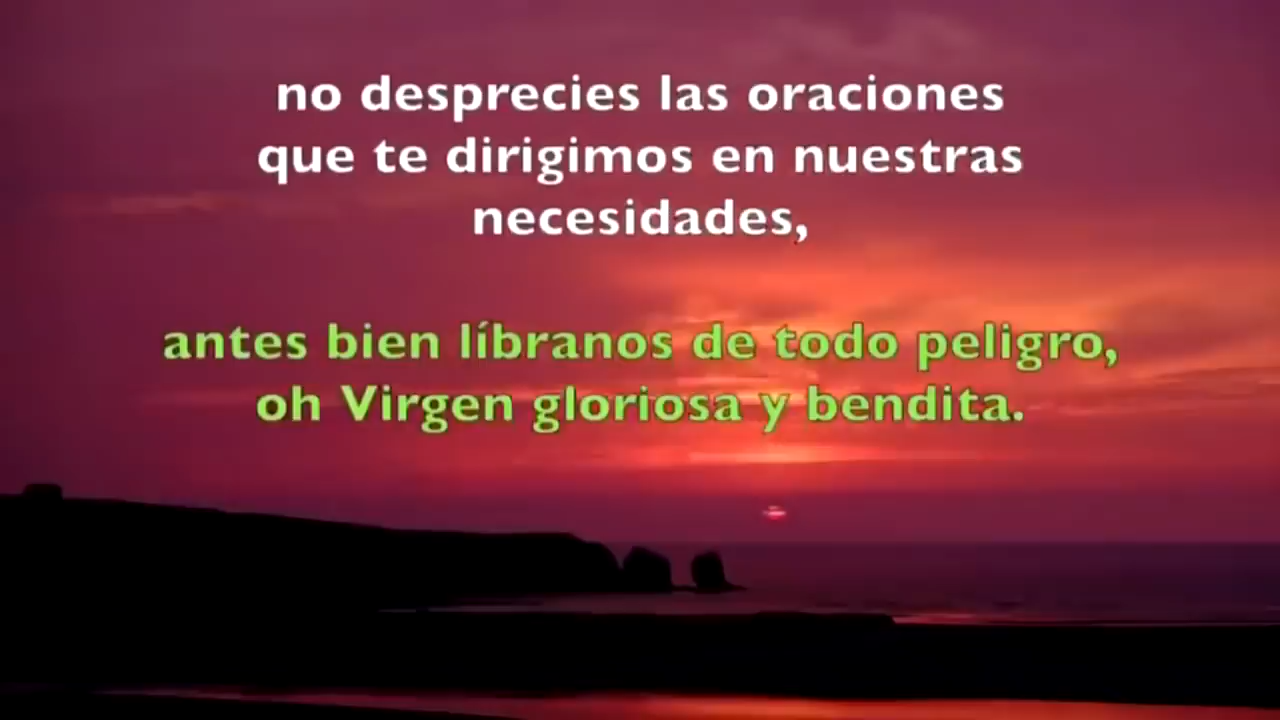 no desprecies las oraciones
que te dirigimos en nuestras
necesidades,
antes bien líbranos de todo peligro,
oh Virgen gloriosa y bendita.